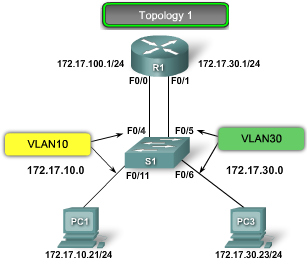 Topology 1
R1
172.17.100.1/24
172.17.30.1/24
F0/0
F0/1
VLAN10
F0/4
F0/5
VLAN30
S1
172.17.10.0
F0/11
F0/6
172.17.30.0
PC1
PC3
172.17.10.21/24
172.17.30.23/24